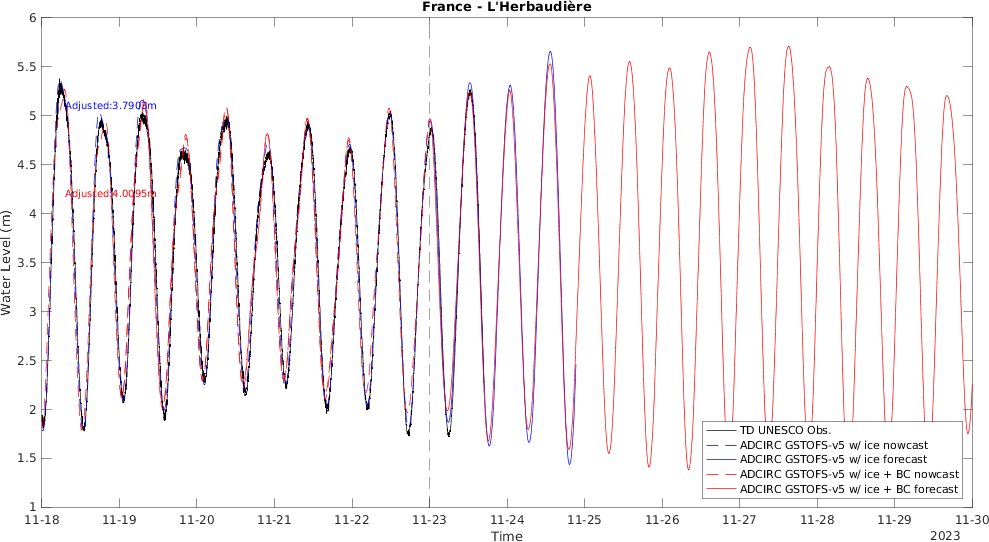 France - L'Herbaudière
6
5.5
5
4.5
4
3.5
3
2.5
2
1.5
1
Water Level (m)
Adjusted:3.7903m
Adjusted:4.0095m
TD UNESCO Obs.
ADCIRC GSTOFS-v5 w/ ice nowcast
ADCIRC GSTOFS-v5 w/ ice forecast
ADCIRC GSTOFS-v5 w/ ice + BC nowcast
ADCIRC GSTOFS-v5 w/ ice + BC forecast
11-18 11-19 11-20 11-21 11-22 11-23 11-24 11-25 11-26 11-27 11-28 11-29 11-30
Time
2023